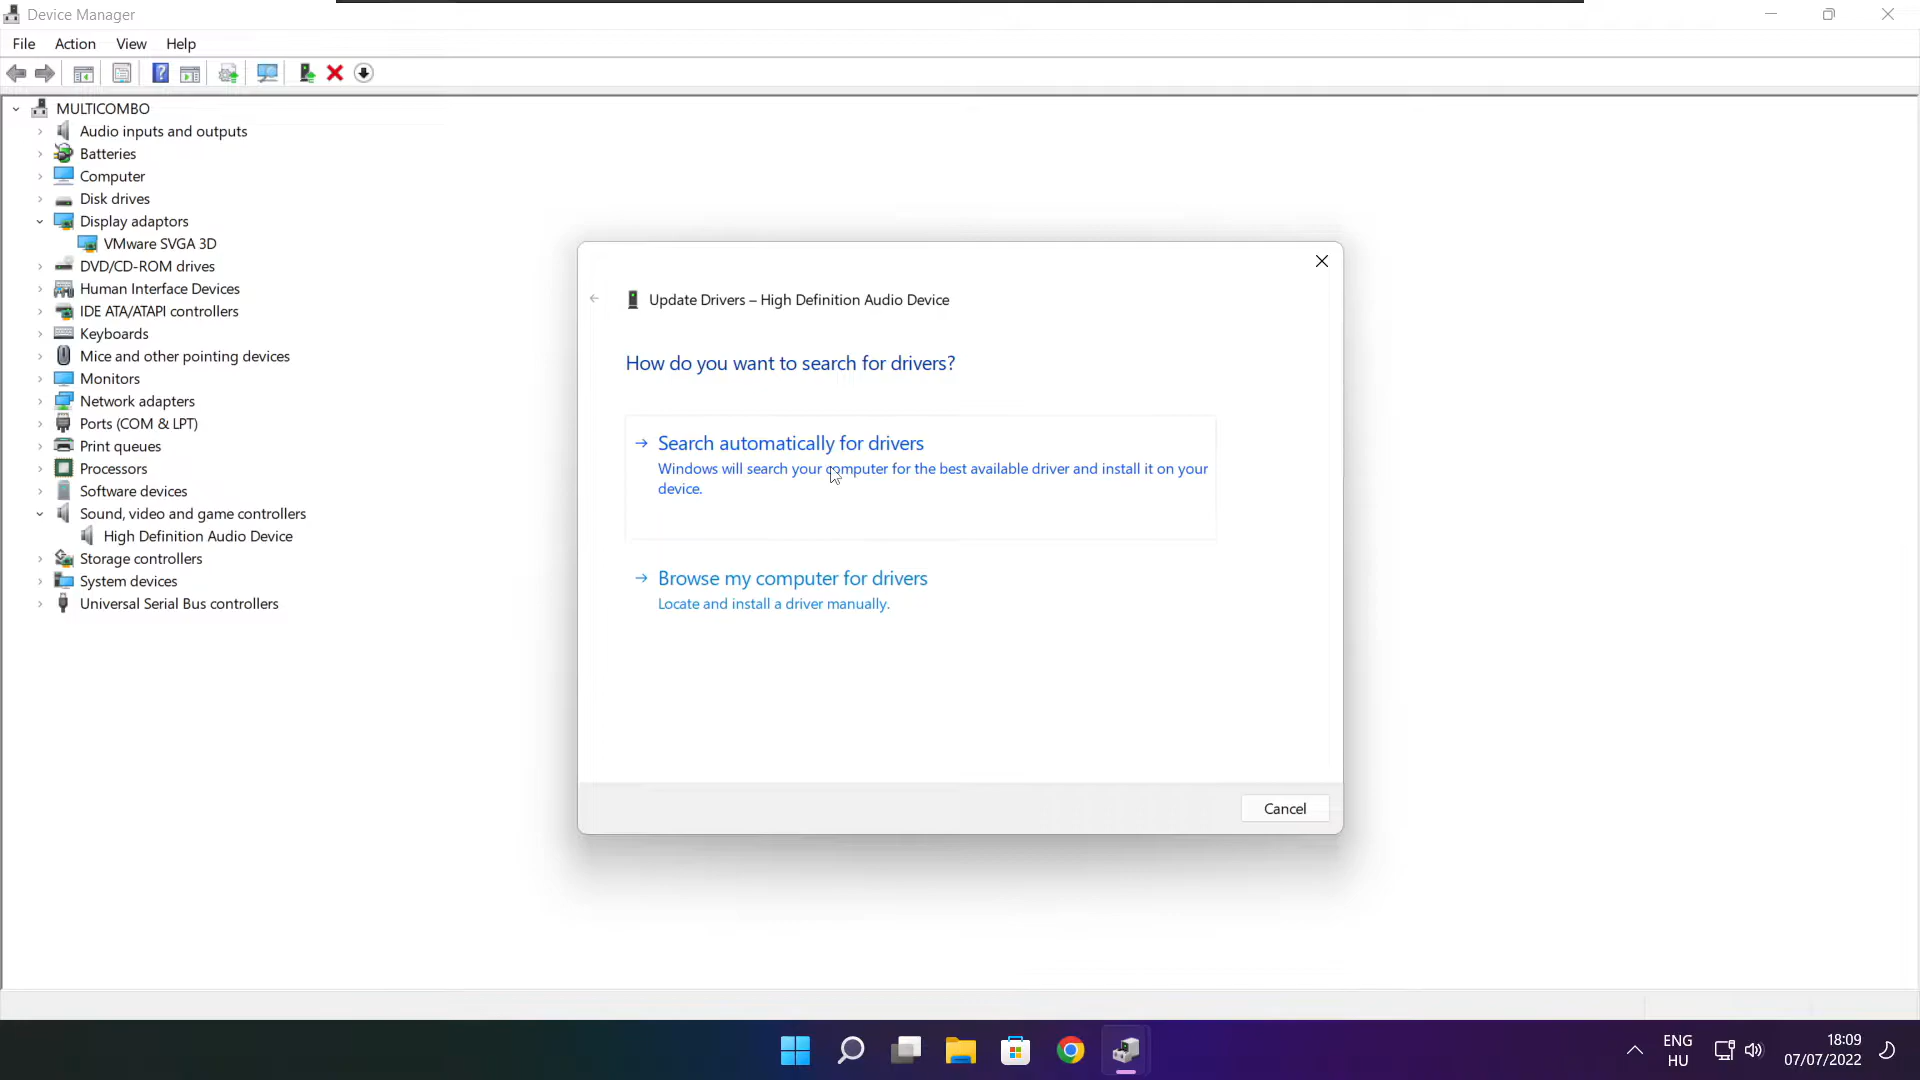 Device Manager
File Action View Help
MULTICOMBO
Audio inputs and outputs
Batteries
Computer
Disk drives
Display adaptors
VMware SVGA 3D
DVD/CD-ROM drives
Human Interface Devices
IDE ATA/ATAPI controllers
Keyboards
Mice and other pointing devices
Monitors
Network adapters
Ports (COM & LPT)
Print queues
Processors
Software devices
Sound, video and game controllers
High Definition Audio Device
Storage controllers
System devices
Universal Serial Bus controllers
Update Drivers – High Definition Audio Device
How do you want to search for drivers?
Search automatically for drivers
Windows will search your computer for the best available driver and install it on your
device.
Browse my computer for drivers
Locate and install a driver manually.
Cancel
ENG
HU
18:09
07/07/2022